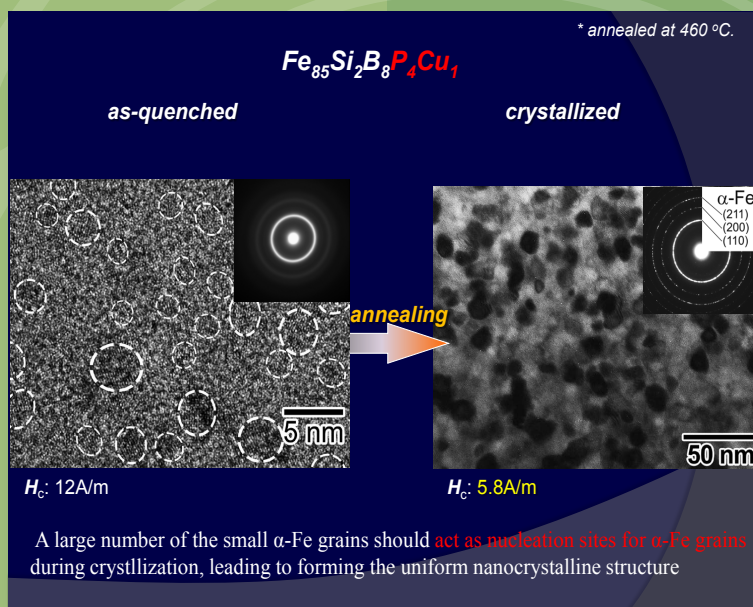 * annealed at 460 °C.
Fe85Si2B8P4Cu1
as-quenched
crystallized
α-Fe
(211)
(200)
(110)
annealing
5 nm
50 nm
Hc: 12A/m
Hc: 5.8A/m
A large number of the small α-Fe grains should act as nucleation sites for α-Fe grains
during crystllization, leading to forming the uniform nanocrystalline structure